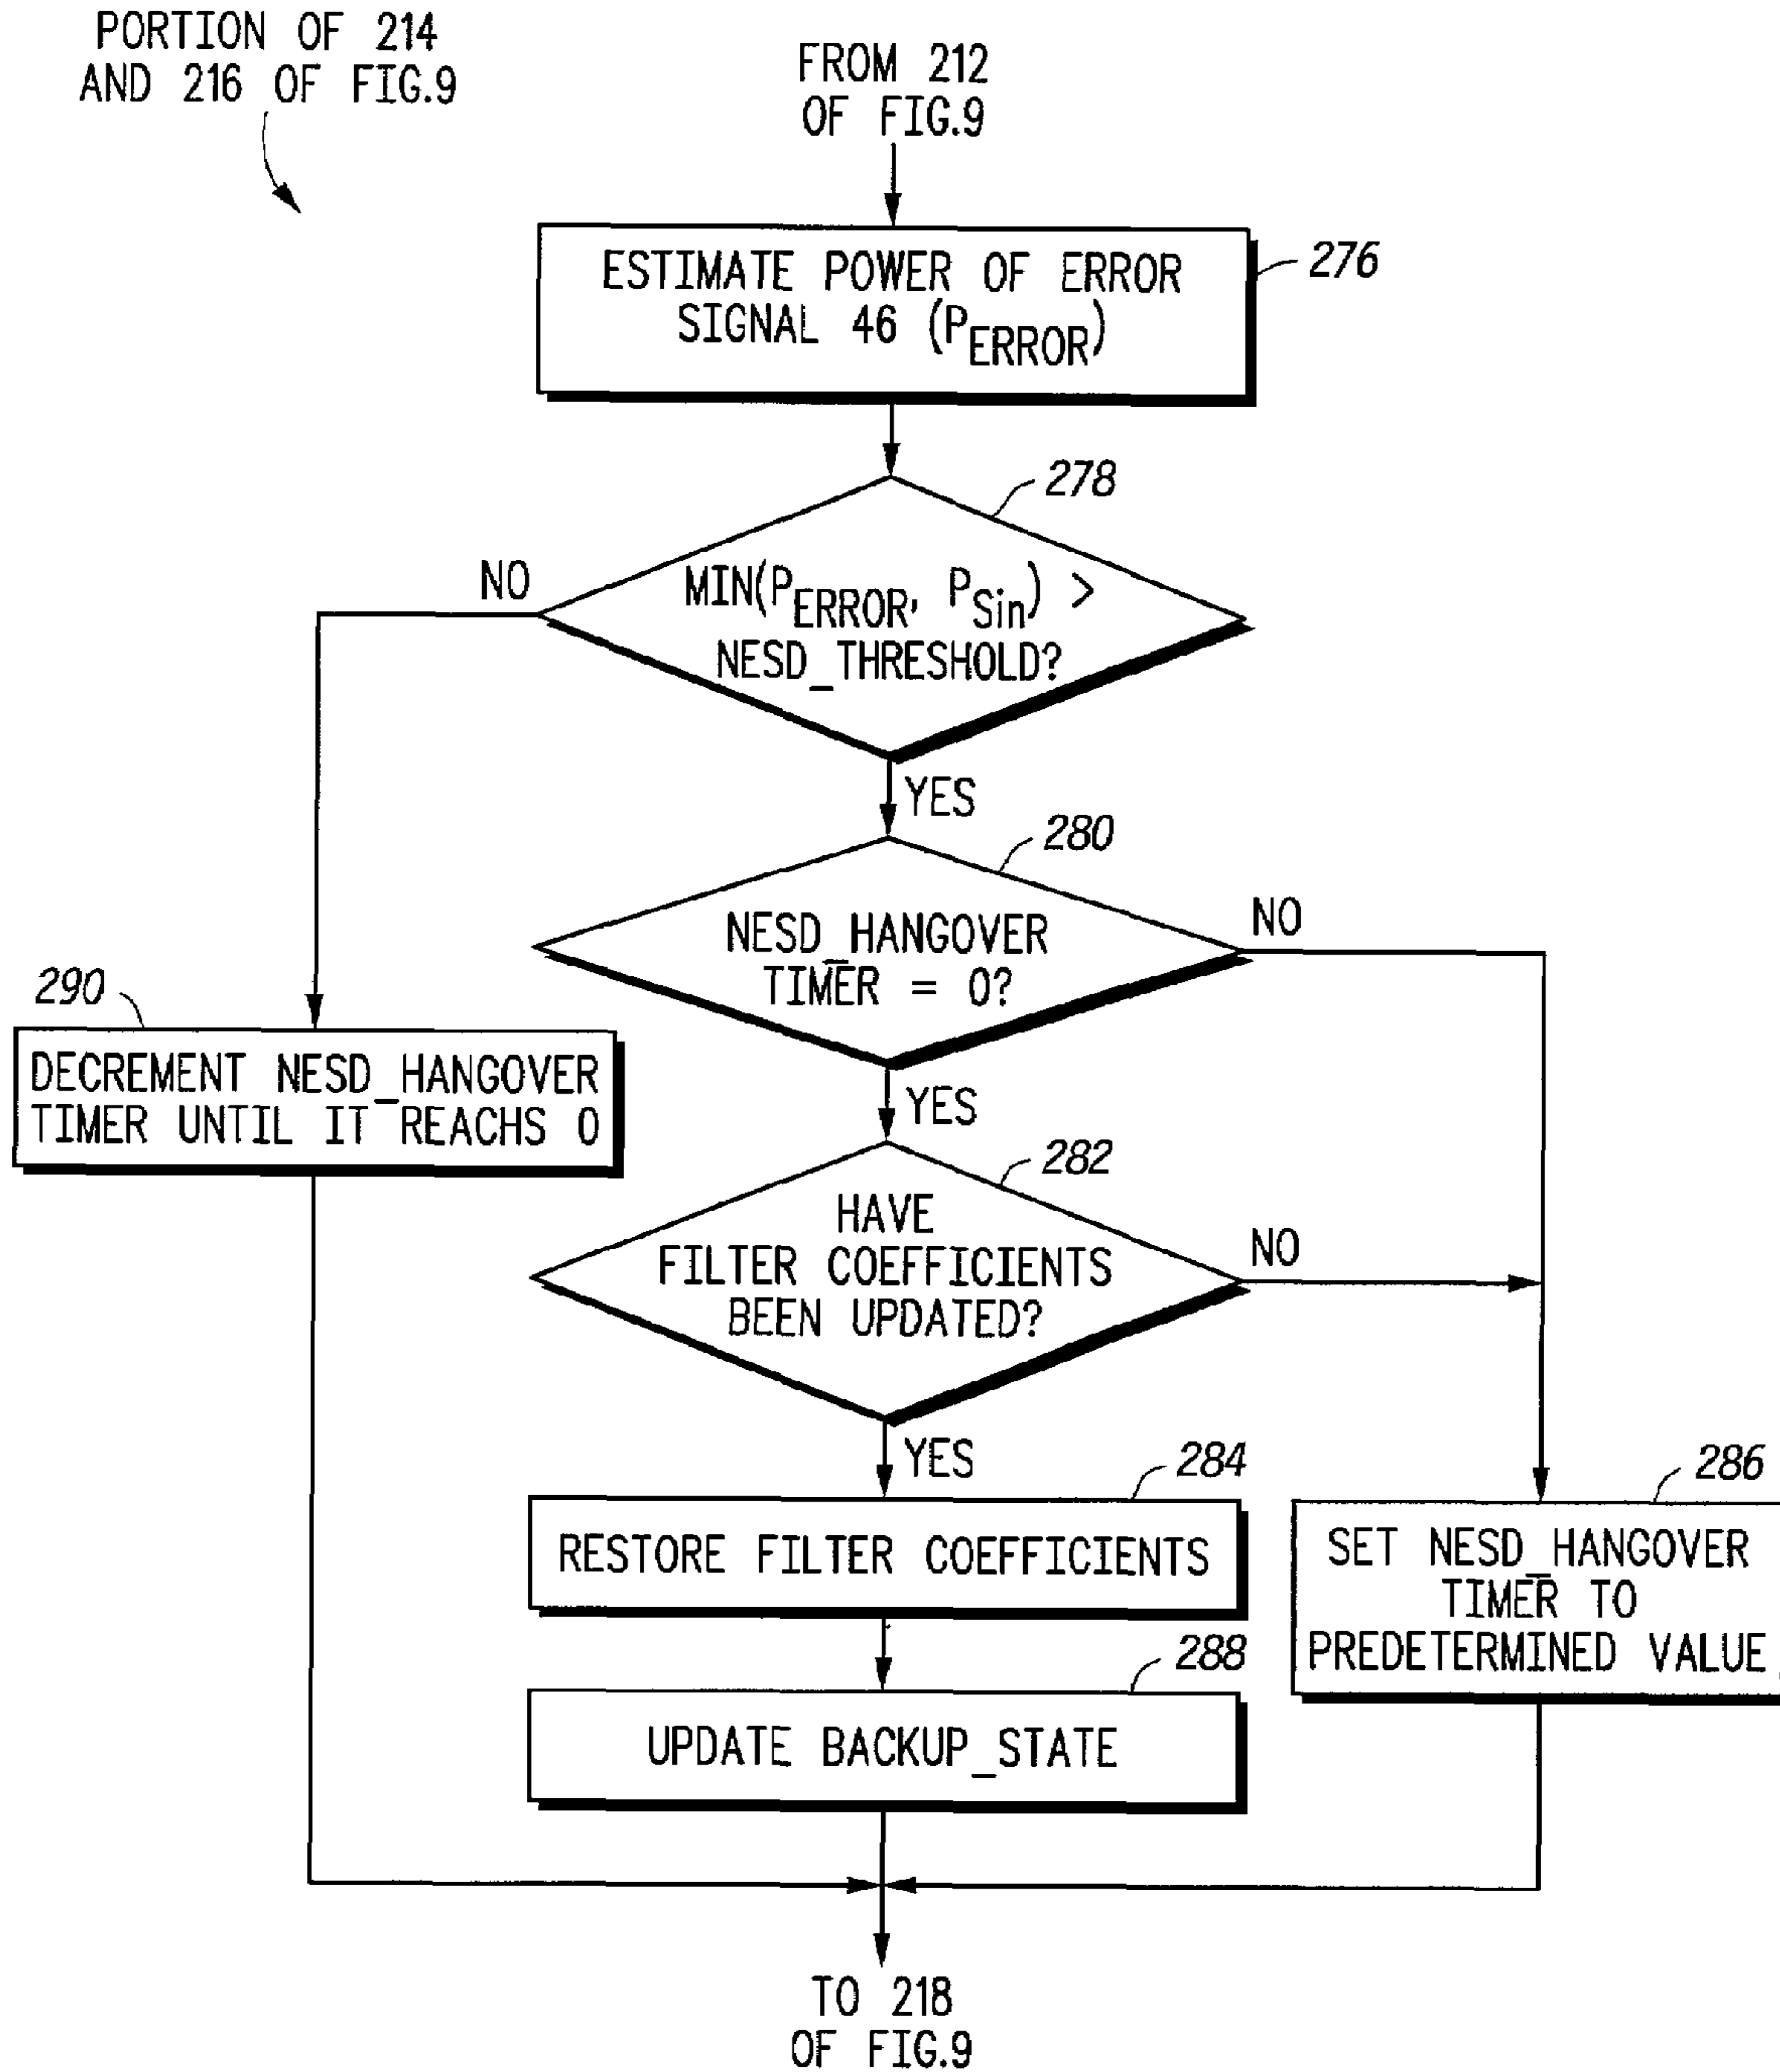 PORTION OF 214
AND 216 OF FIG.9
FROM 212
OF FIG.9
ESTIMATE POWER OF ERROR
SIGNAL 46 (PERROR)
276
278
MIN(PERROR, PSin) >
NESD_THRESHOLD?
NO
YES
280
NESD_HANGOVER
TIMER = 0?
NO
YES
290
DECREMENT NESD_HANGOVER
TIMER UNTIL IT REACHS 0
282
HAVE
FILTER COEFFICIENTS
BEEN UPDATED?
NO
YES
284
RESTORE FILTER COEFFICIENTS
286
SET NESD_HANGOVER
TIMER TO
PREDETERMINED VALUE
288
UPDATE BACKUP_STATE
TO 218
OF FIG.9